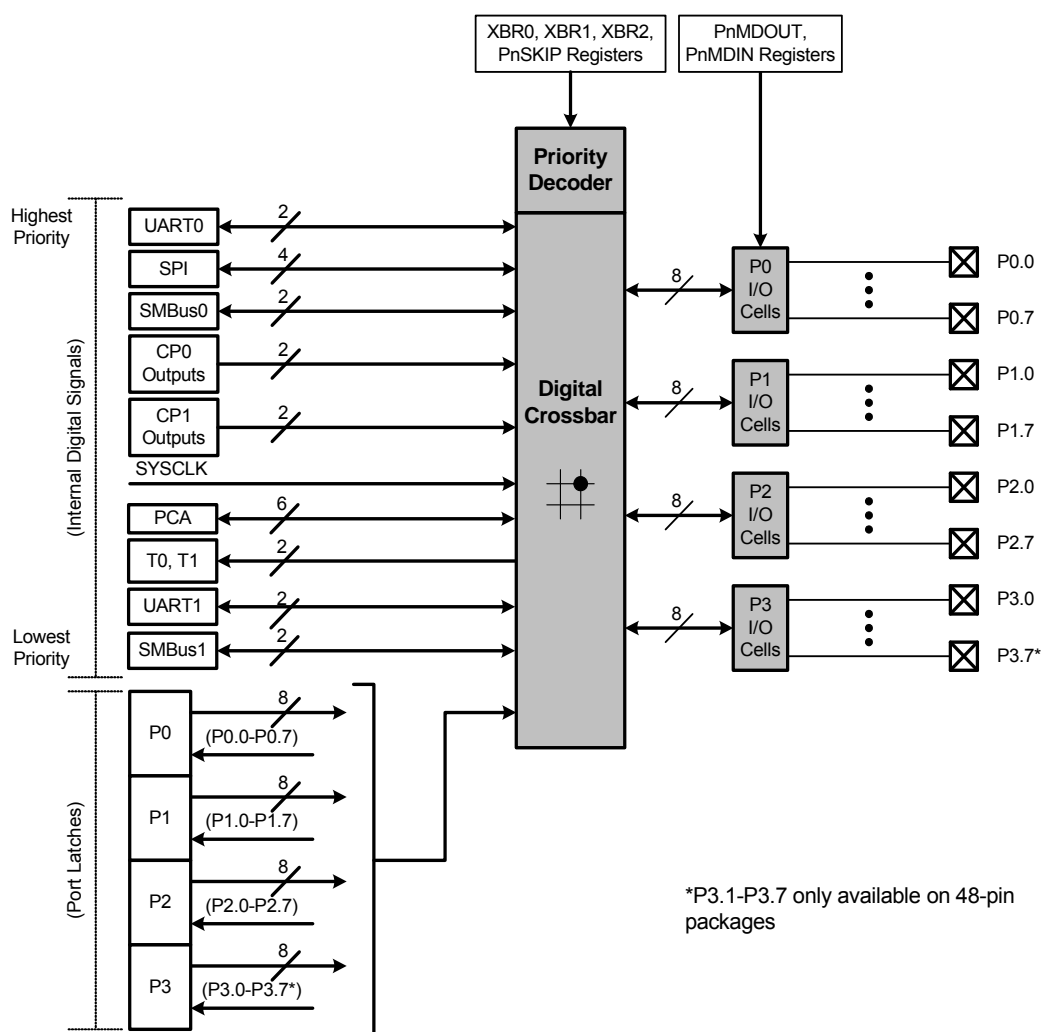 XBR0, XBR1, XBR2,
PnSKIP Registers
PnMDOUT,
PnMDIN Registers
Priority
Decoder
Highest
Priority
(Internal Digital Signals)
Lowest
Priority
UART0
2
SPI
4
SMBus0
2
CP0
Outputs
2
CP1
Outputs
2
SYSCLK
PCA
6
T0, T1
2
UART1
2
SMBus1
2
Digital
Crossbar
8
P0
I/O
Cells
P0.0
P0.7
8
P1
I/O
Cells
P1.0
P1.7
8
P2
I/O
Cells
P2.0
P2.7
8
P3
I/O
Cells
P3.0
P3.7*
(Port Latches)
P0
8
(P0.0-P0.7)
P1
8
(P1.0-P1.7)
P2
8
(P2.0-P2.7)
P3
8
(P3.0-P3.7*)
*P3.1-P3.7 only available on 48-pin
packages